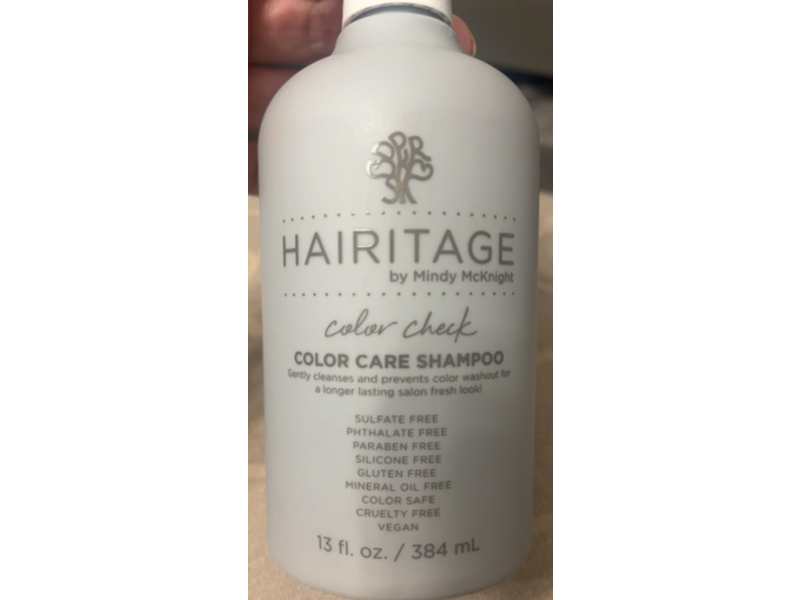 HAIRITAGE
by Mindy McKnight
color check
COLOR CARE SHAMPOO
Gently cleanses and prevents color washout for
a longer lasting salon fresh look!
SULFATE FREE
PHTHALATE FREE
PARABEN FREE
SILICONE FREE
GLUTEN FREE
MINERAL OIL FREE
COLOR SAFE
CRUELTY FREE
VEGAN
13 fl. oz. / 384 mL